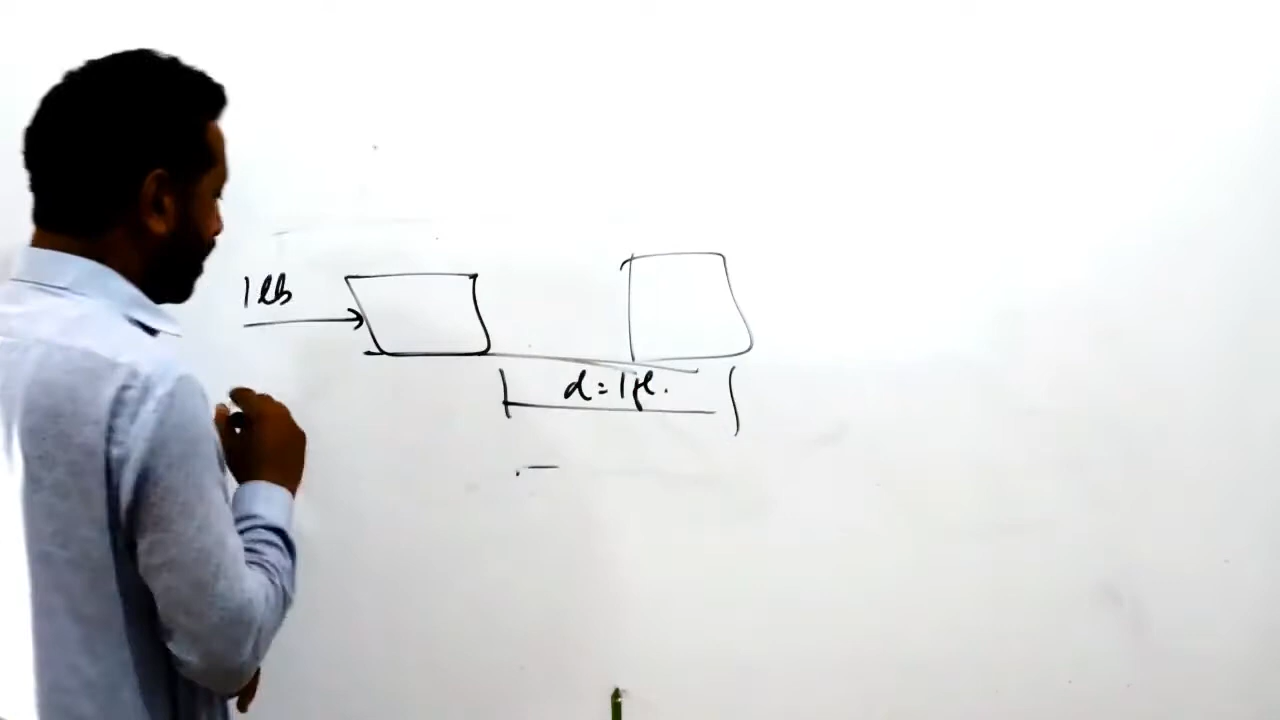 1 lb
d = 1 ft.